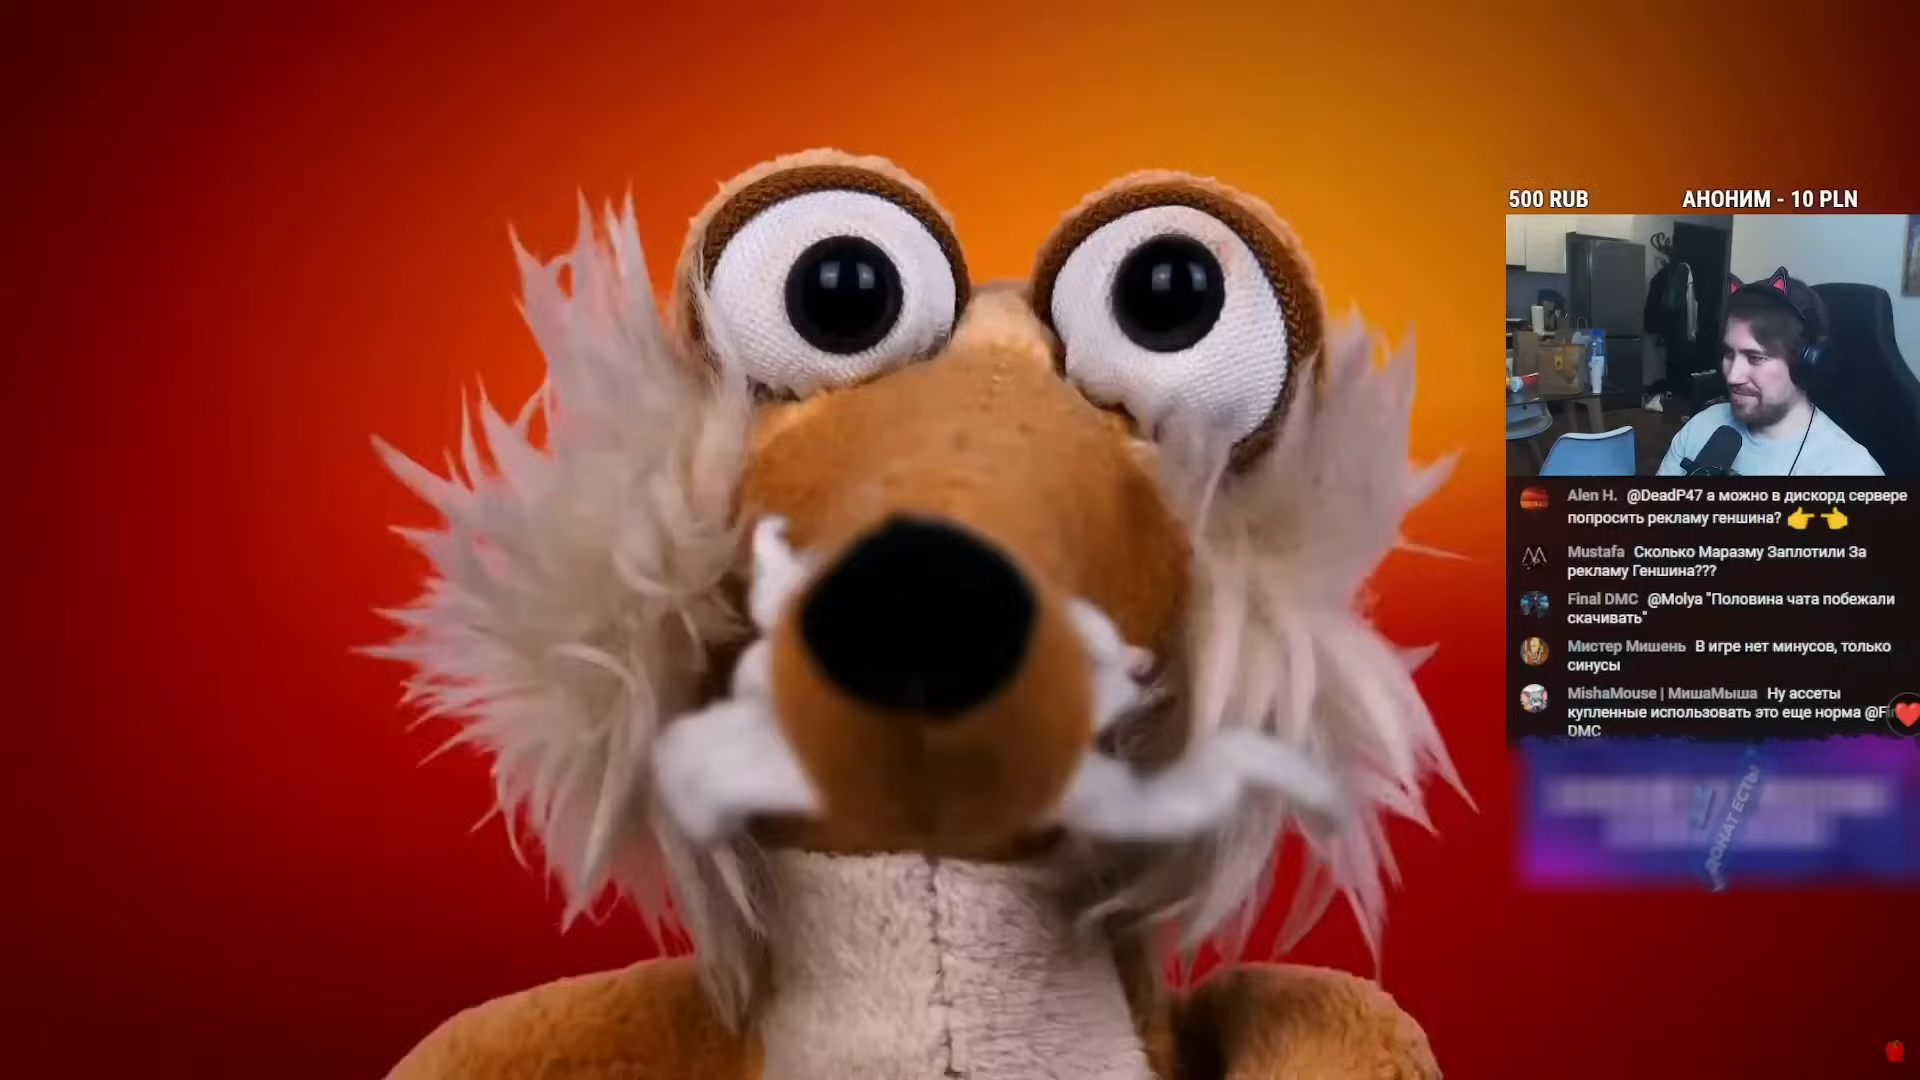 500 RUB АНОНИМ - 10 PLN
Alen H. @DeadP47 а можно в дискорд сервере
попросить рекламу геншина?
Mustafa Сколько Маразму Заплотили За
рекламу Геншина???
Final DMC @Molya "Половина чата побежали
скачивать"
Мистер Мишень В игре нет минусов, только
синусы
MishaMouse | МишаМыша Ну ассеты
купленные использовать это еще норма
DMC
ДОНАТ ЕСТЬ